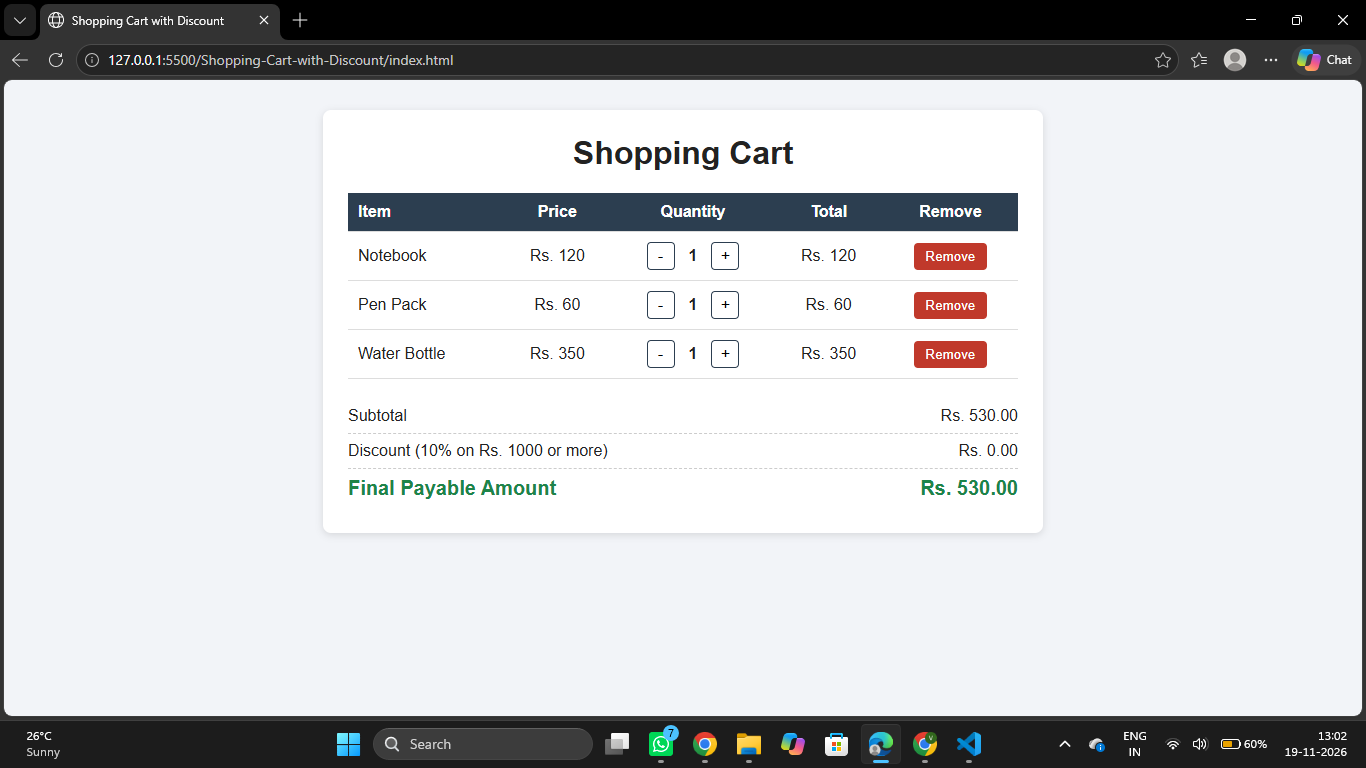 Shopping Cart with Discount
127.0.0.1:5500/Shopping-Cart-with-Discount/index.html
Chat
Shopping Cart
Item Price Quantity Total Remove
Notebook Rs. 120 - 1 + Rs. 120 Remove
Pen Pack Rs. 60 - 1 + Rs. 60 Remove
Water Bottle Rs. 350 - 1 + Rs. 350 Remove
Subtotal Rs. 530.00
Discount (10% on Rs. 1000 or more) Rs. 0.00
Final Payable Amount Rs. 530.00
26°C
Sunny
Search
7
V
ENG
IN
60%
13:02
19-11-2026